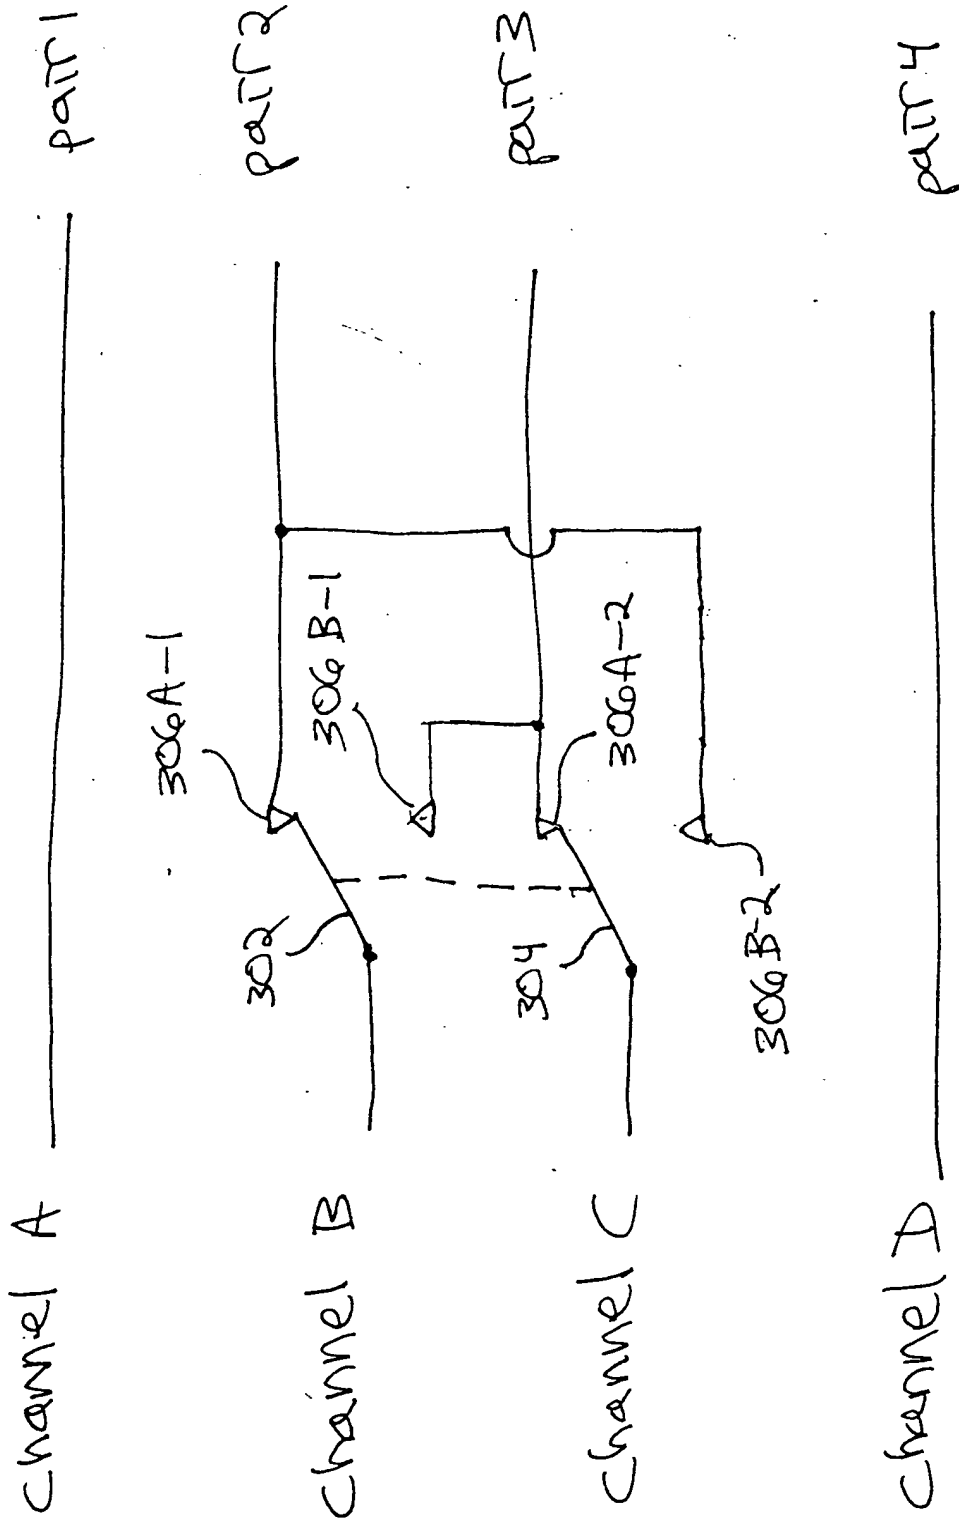 Channel A
pair 1
306A-1
302
306B-1
Channel B
pair 2
304
306A-2
Channel C
pair 3
306B-2
Channel D
pair 4